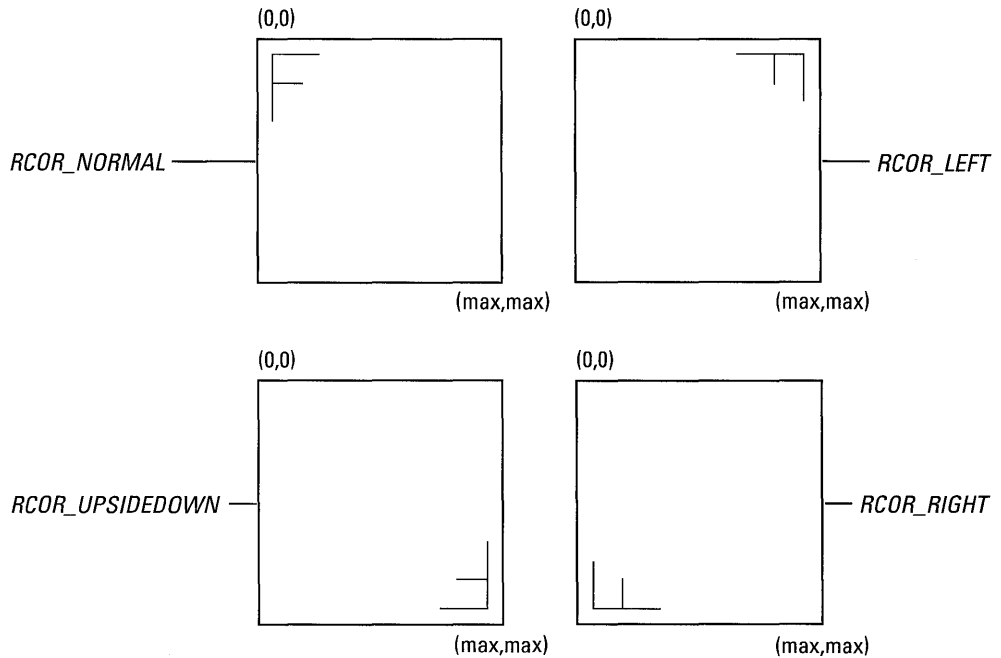 (0,0)
(0,0)
RCOR_NORMAL
RCOR_LEFT
(max,max)
(max,max)
(0,0)
(0,0)
RCOR_UPSIDEDOWN
RCOR_RIGHT
(max,max)
(max,max)